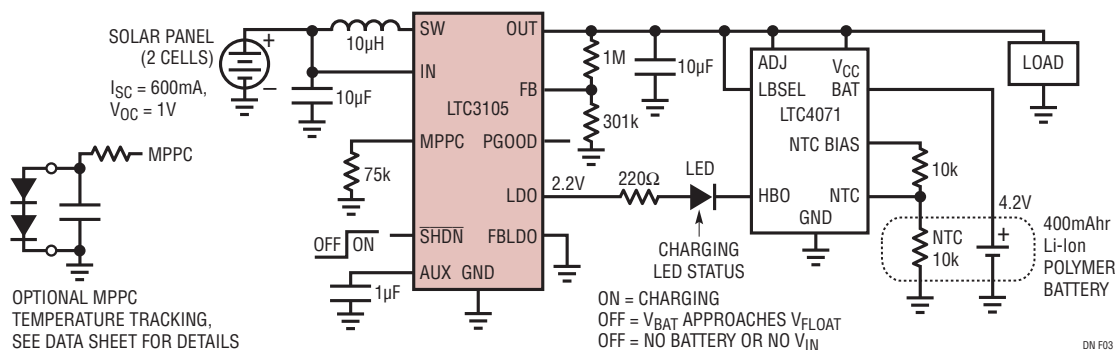 SOLAR PANEL
(2 CELLS)
I_SC = 600mA,
V_OC = 1V
+
–
10µH
10µF
MPPC
OPTIONAL MPPC
TEMPERATURE TRACKING,
SEE DATA SHEET FOR DETAILS
75k
OFF ON
1µF
SW
IN
MPPC
SHDN
AUX
GND
LTC3105
OUT
FB
PGOOD
LDO
FBLDO
1M
301k
10µF
2.2V
220Ω
LED
CHARGING
LED STATUS
ON = CHARGING
OFF = V_BAT APPROACHES V_FLOAT
OFF = NO BATTERY OR NO V_IN
ADJ
V_CC
LBSEL
BAT
LTC4071
NTC BIAS
HBO
NTC
GND
LOAD
10k
NTC
10k
4.2V
+
400mAhr
Li-Ion
POLYMER
BATTERY
DN F03